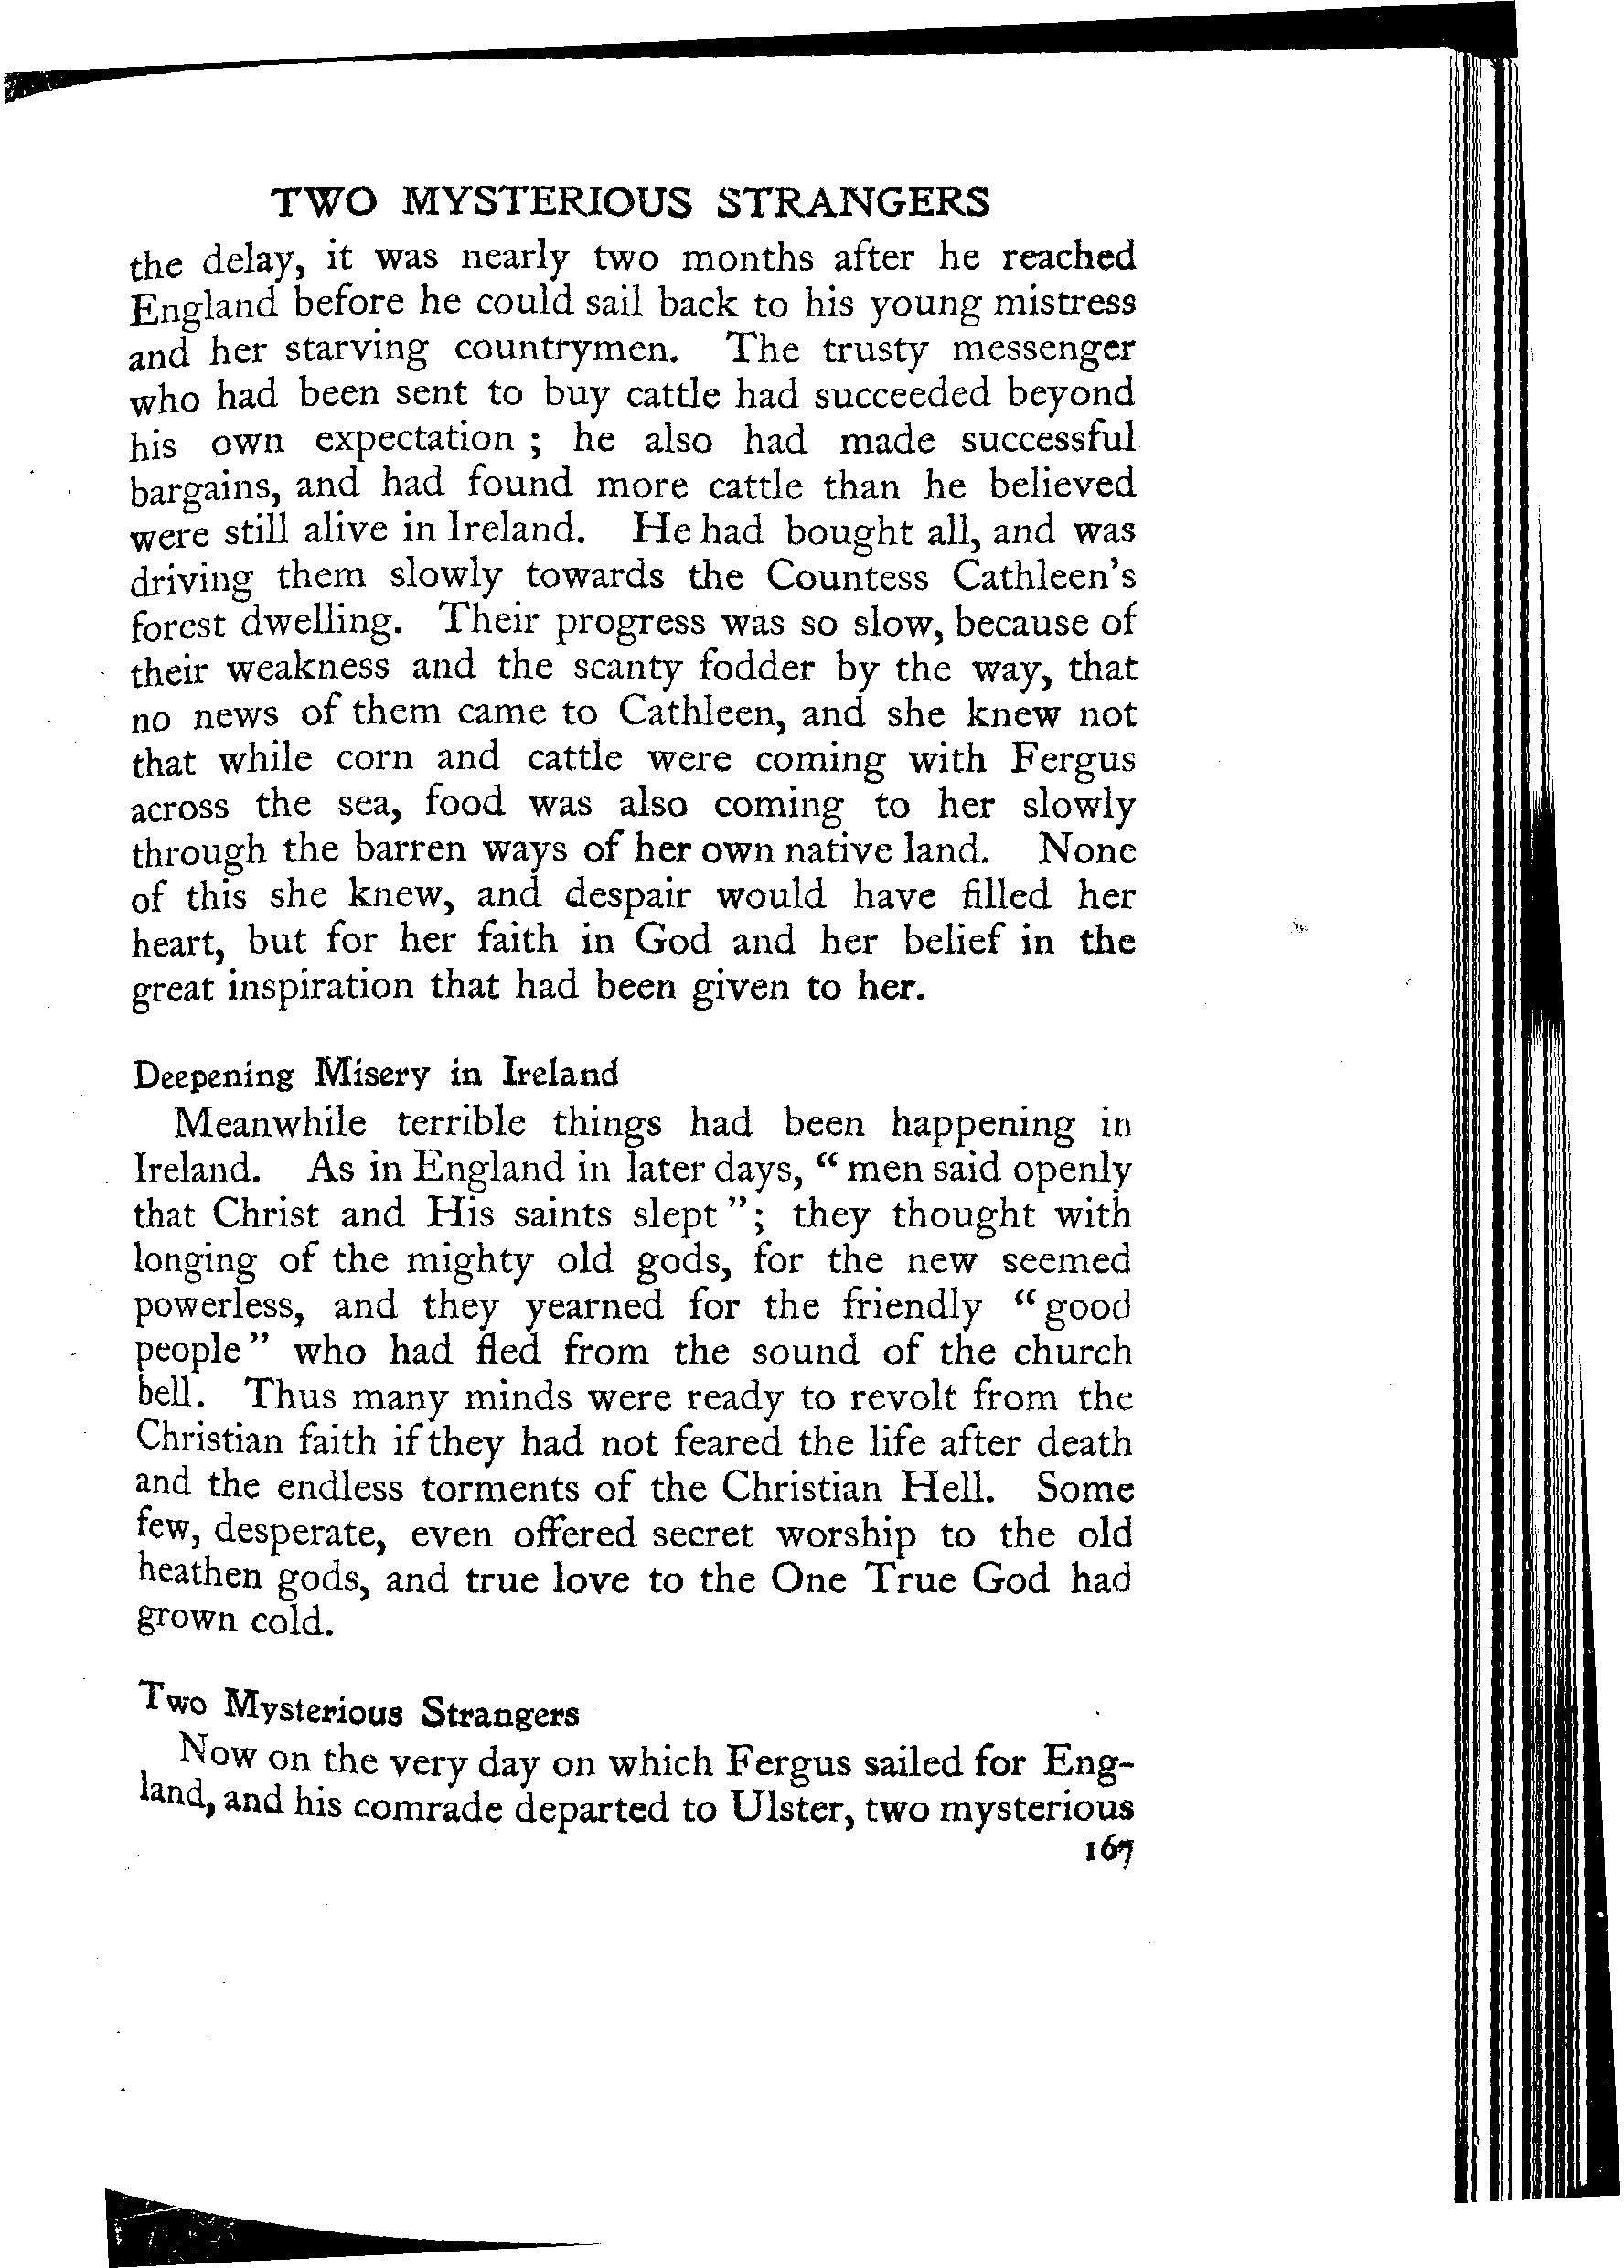 TWO MYSTERIOUS STRANGERS
the delay, it was nearly two months after he reached
England before he could sail back to his young mistress
and her starving countrymen. The trusty messenger
who had been sent to buy cattle had succeeded beyond
his own expectation ; he also had made successful
bargains, and had found more cattle than he believed
were still alive in Ireland. He had bought all, and was
driving them slowly towards the Countess Cathleen's
forest dwelling. Their progress was so slow, because of
their weakness and the scanty fodder by the way, that
no news of them came to Cathleen, and she knew not
that while corn and cattle were coming with Fergus
across the sea, food was also coming to her slowly
through the barren ways of her own native land. None
of this she knew, and despair would have filled her
heart, but for her faith in God and her belief in the
great inspiration that had been given to her.
Deepening Misery in Ireland
Meanwhile terrible things had been happening in
Ireland. As in England in later days, “ men said openly
that Christ and His saints slept ”; they thought with
longing of the mighty old gods, for the new seemed
powerless, and they yearned for the friendly “ good
people ” who had fled from the sound of the church
bell. Thus many minds were ready to revolt from the
Christian faith if they had not feared the life after death
and the endless torments of the Christian Hell. Some
few, desperate, even offered secret worship to the old
heathen gods, and true love to the One True God had
grown cold.
Two Mysterious Strangers
Now on the very day on which Fergus sailed for Eng-
land, and his comrade departed to Ulster, two mysterious
167